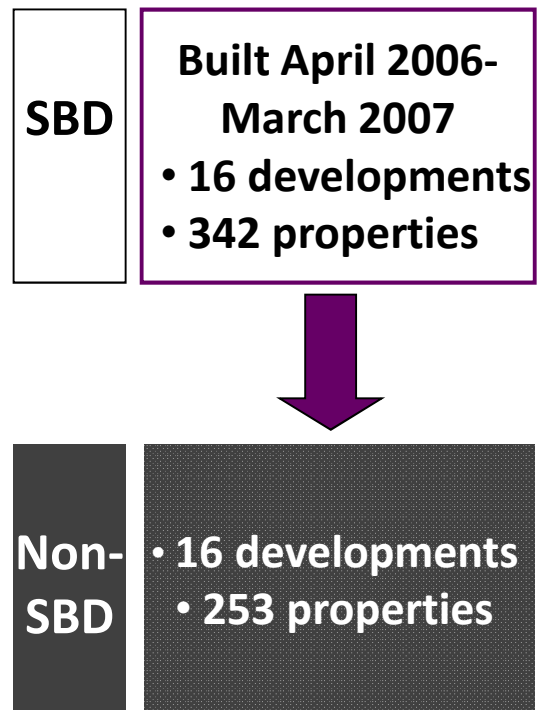 SBD
Built April 2006-
March 2007
• 16 developments
• 342 properties
Non-
SBD
• 16 developments
• 253 properties